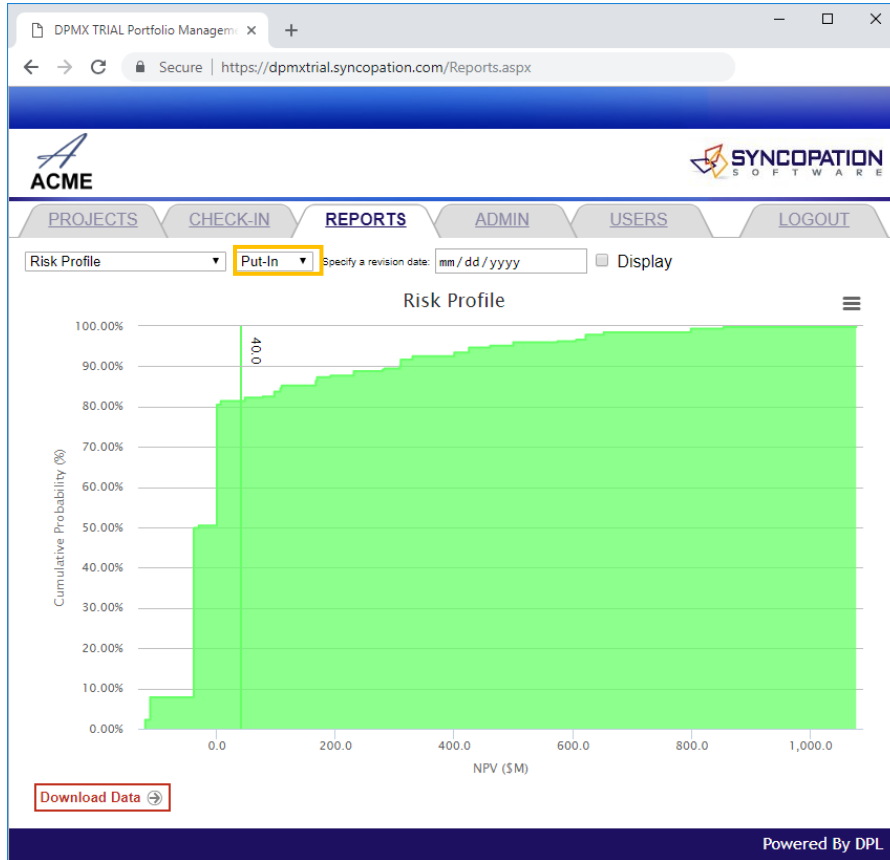 DPMX TRIAL Portfolio Managem
Secure | https://dpmxtrial.syncopation.com/Reports.aspx
ACME
SYNCOPATION
SOFTWARE
PROJECTS CHECK-IN REPORTS ADMIN USERS LOGOUT
Risk Profile Put-In Specify a revision date: mm/dd/yyyy Display
Risk Profile
100.00%
90.00%
80.00%
70.00%
60.00%
50.00%
40.00%
30.00%
20.00%
10.00%
0.00%
Cumulative Probability (%)
40.0
0.0 200.0 400.0 600.0 800.0 1,000.0
NPV ($M)
Download Data
Powered By DPL